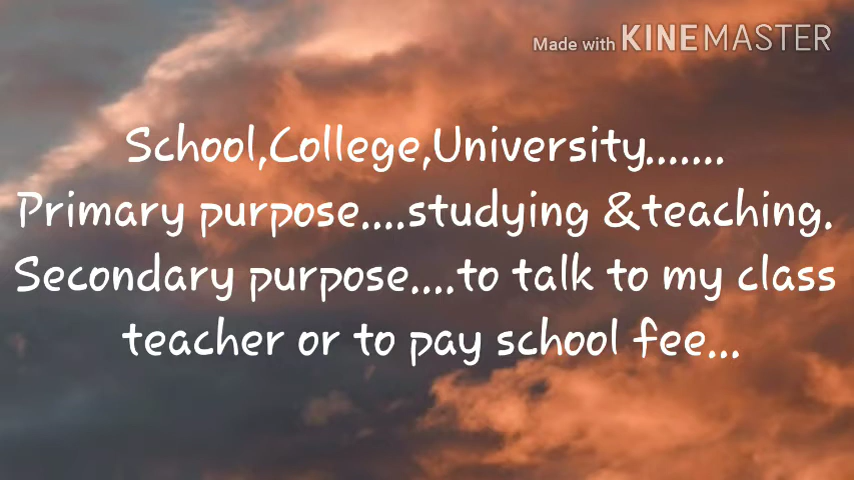 Made with KINEMASTER
School,College,University.......
Primary purpose....studying &teaching.
Secondary purpose....to talk to my class
teacher or to pay school fee...